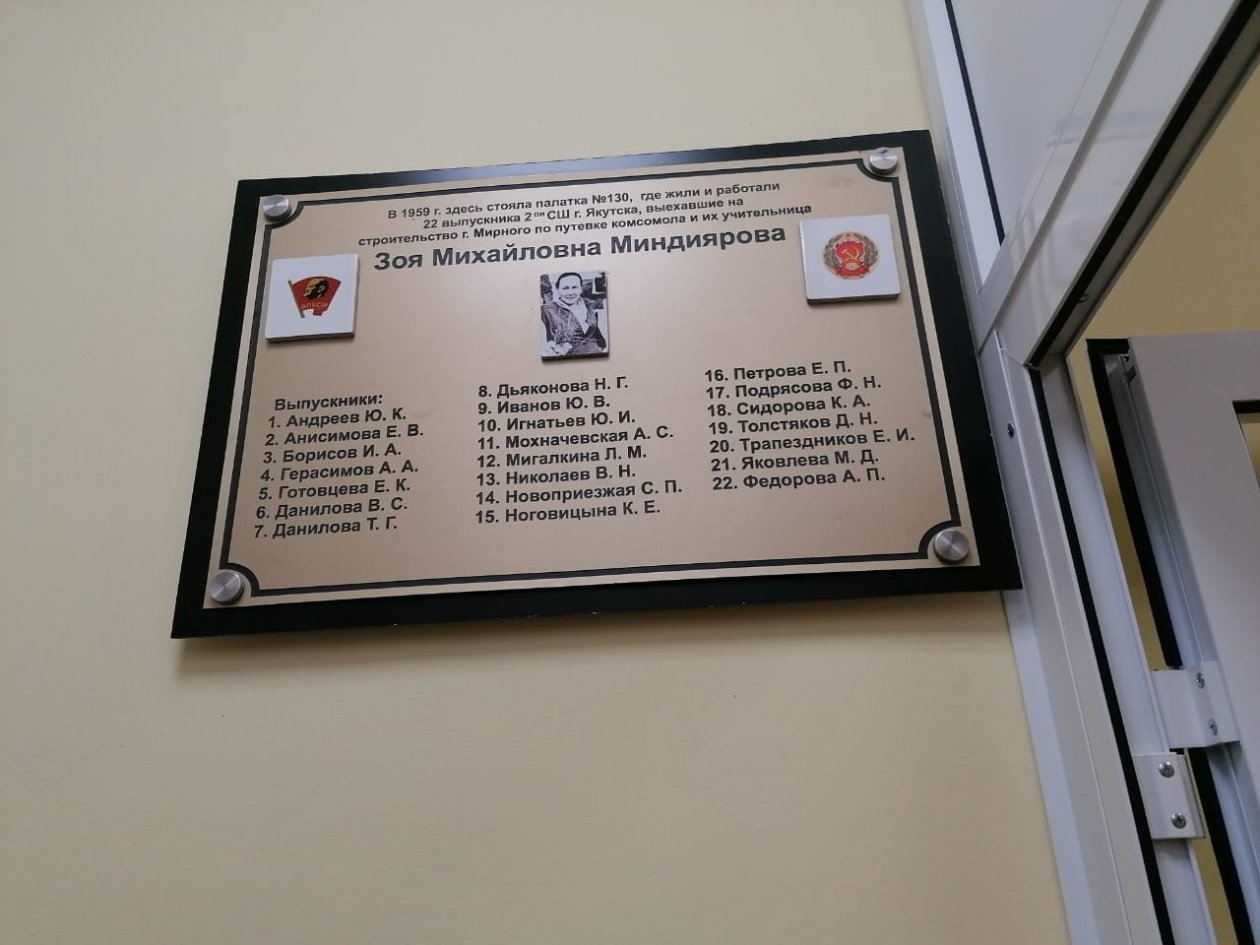 В 1959 г. здесь стояла палатка №130, где жили и работали
22 выпускника 2ой СШ г. Якутска, выехавшие на
строительство г. Мирного по путевке комсомола и их учительница
Зоя Михайловна Миндиярова
ВЛКСМ
Выпускники:
1. Андреев Ю. К.
2. Анисимова Е. В.
3. Борисов И. А.
4. Герасимов А. А.
5. Готовцева Е. К.
6. Данилова В. С.
7. Данилова Т. Г.
8. Дьяконова Н. Г.
9. Иванов Ю. В.
10. Игнатьев Ю. И.
11. Мохначевская А. С.
12. Мигалкина Л. М.
13. Николаев В. Н.
14. Новоприезжая С. П.
15. Ноговицына К. Е.
16. Петрова Е. П.
17. Подрясова Ф. Н.
18. Сидорова К. А.
19. Толстяков Д. Н.
20. Трапездников Е. И.
21. Яковлева М. Д.
22. Федорова А. П.